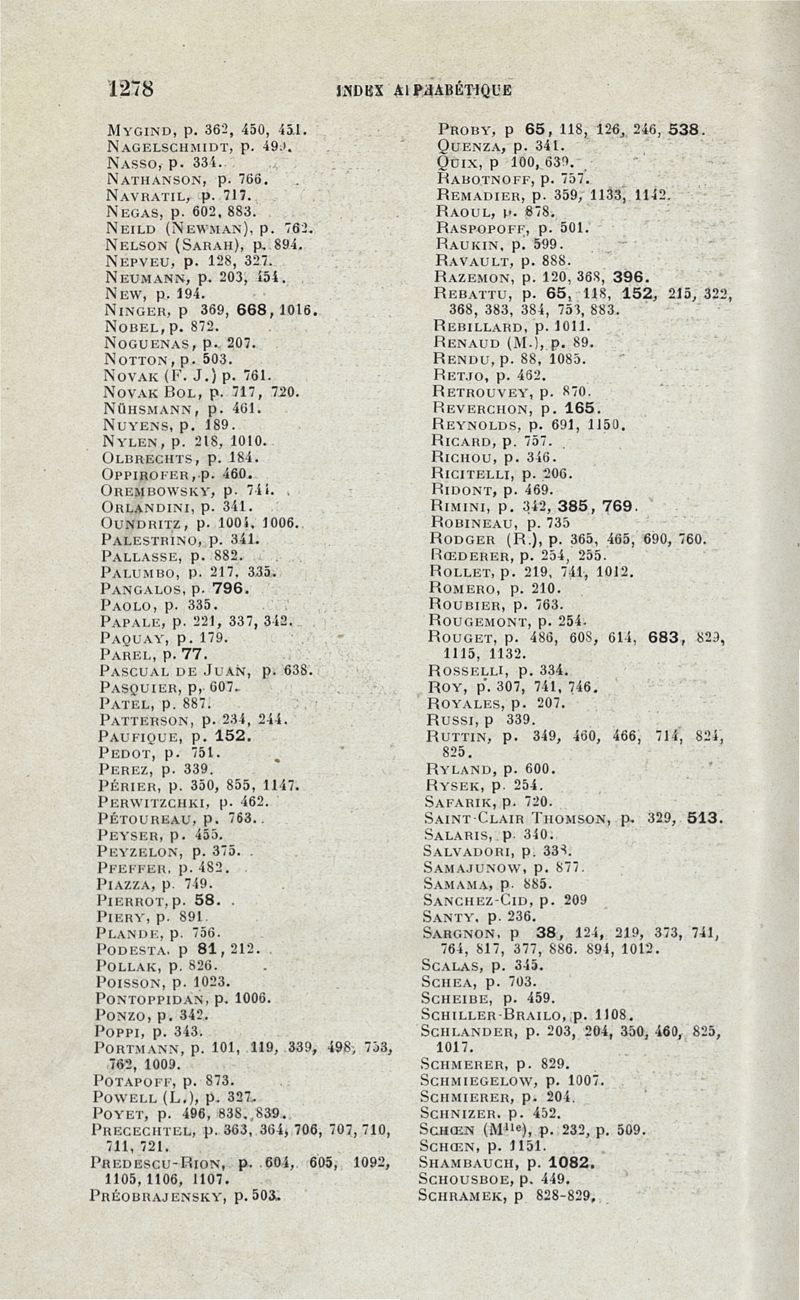 1278
INDEX ALPHABÉTIQUE
MYGIND, p. 362, 450, 451.
NAGELSCHMIDT, p. 499.
NASSO, p. 334.
NATHANSON, p. 766.
NAVRATIL, p. 717.
NEGAS, p. 602, 883.
NEILD (NEWMAN), p. 762.
NELSON (SARAH), p. 894.
NEPVEU, p. 128, 327.
NEUMANN, p. 203, 454.
NEW, p. 194.
NINGER, p 369, 668, 1016.
NOBEL, p. 872.
NOGUENAS, p. 207.
NOTTON, p. 503.
NOVAK (F. J.) p. 761.
NOVAK BOL, p. 717, 720.
NÜHSMANN, p. 461.
NUYENS, p. 189.
NYLEN, p. 218, 1010.
OLBRECHTS, p. 184.
OPPIROFER, p. 460.
OREMBOWSKY, p. 741.
ORLANDINI, p. 341.
OUNDRITZ, p. 1004, 1006.
PALESTRINO, p. 341.
PALLASSE, p. 882.
PALUMBO, p. 217, 335.
PANGALOS, p. 796.
PAOLO, p. 335.
PAPALE, p. 221, 337, 342.
PAQUAY, p. 179.
PAREL, p. 77.
PASCUAL DE JUAN, p. 638.
PASQUIER, p, 607.
PATEL, p. 887.
PATTERSON, p. 234, 244.
PAUFIQUE, p. 152.
PEDOT, p. 751.
PEREZ, p. 339.
PÉRIER, p. 350, 855, 1147.
PERWITZCHKI, p. 462.
PÉTOUREAU, p. 763.
PEYSER, p. 455.
PEYZELON, p. 375.
PFEFFER, p. 482.
PIAZZA, p. 749.
PIERROT, p. 58.
PIERY, p. 891.
PLANDE, p. 756.
PODESTA. p 81, 212.
POLLAK, p. 826.
POISSON, p. 1023.
PONTOPPIDAN, p. 1006.
PONZO, p. 342.
POPPI, p. 343.
PORTMANN, p. 101, 119, 339, 498, 753,
762, 1009.
POTAPOFF, p. 873.
POWELL (L.), p. 327.
POYET, p. 496, 838, 839.
PRECECHTEL, p. 363, 364, 706, 707, 710,
711, 721.
PREDESCU-RION, p. 604, 605, 1092,
1105, 1106, 1107.
PRÉOBRAJENSKY, p. 503.
PROBY, p 65, 118, 126, 246, 538.
QUENZA, p. 341.
QUIX, p 100, 639.
RABOTNOFF, p. 757.
REMADIER, p. 359, 1133, 1142.
RAOUL, p. 878.
RASPOPOFF, p. 501.
RAUKIN, p. 599.
RAVAULT, p. 888.
RAZEMON, p. 120, 368, 396.
REBATTU, p. 65, 118, 152, 215, 322,
368, 383, 384, 753, 883.
REBILLARD, p. 1011.
RENAUD (M.), p. 89.
RENDU, p. 88, 1085.
RETJO, p. 462.
RETROUVEY, p. 870.
REVERCHON, p. 165.
REYNOLDS, p. 691, 1150.
RICARD, p. 757.
RICHOU, p. 346.
RICITELLI, p. 206.
RIDONT, p. 469.
RIMINI, p. 342, 385, 769.
ROBINEAU, p. 735
RODGER (R.), p. 365, 465, 690, 760.
RŒDERER, p. 254, 255.
ROLLET, p. 219, 741, 1012.
ROMERO, p. 210.
ROUBIER, p. 763.
ROUGEMONT, p. 254.
ROUGET, p. 486, 608, 614, 683, 829,
1115, 1132.
ROSSELLI, p. 334.
ROY, p. 307, 741, 746.
ROYALES, p. 207.
RUSSI, p 339.
RUTTIN, p. 349, 460, 466, 714, 824,
825.
RYLAND, p. 600.
RYSEK, p. 254.
SAFARIK, p. 720.
SAINT-CLAIR THOMSON, p. 329, 513.
SALARIS, p. 340.
SALVADORI, p. 338.
SAMAJUNOW, p. 877.
SAMAMA, p. 885.
SANCHEZ-CID, p. 209
SANTY, p. 236.
SARGNON, p 38, 124, 219, 373, 741,
764, 817, 377, 886. 894, 1012.
SCALAS, p. 345.
SCHEA, p. 703.
SCHEIBE, p. 459.
SCHILLER-BRAILO, p. 1108.
SCHLANDER, p. 203, 204, 350, 460, 825,
1017.
SCHMERER, p. 829.
SCHMIEGELOW, p. 1007.
SCHMIERER, p. 204.
SCHNIZER. p. 452.
SCHŒN (Mlle), p. 232, p. 509.
SCHŒN, p. 1151.
SHAMBAUCH, p. 1082.
SCHOUSBOE, p. 449.
SCHRAMEK, p 828-829.